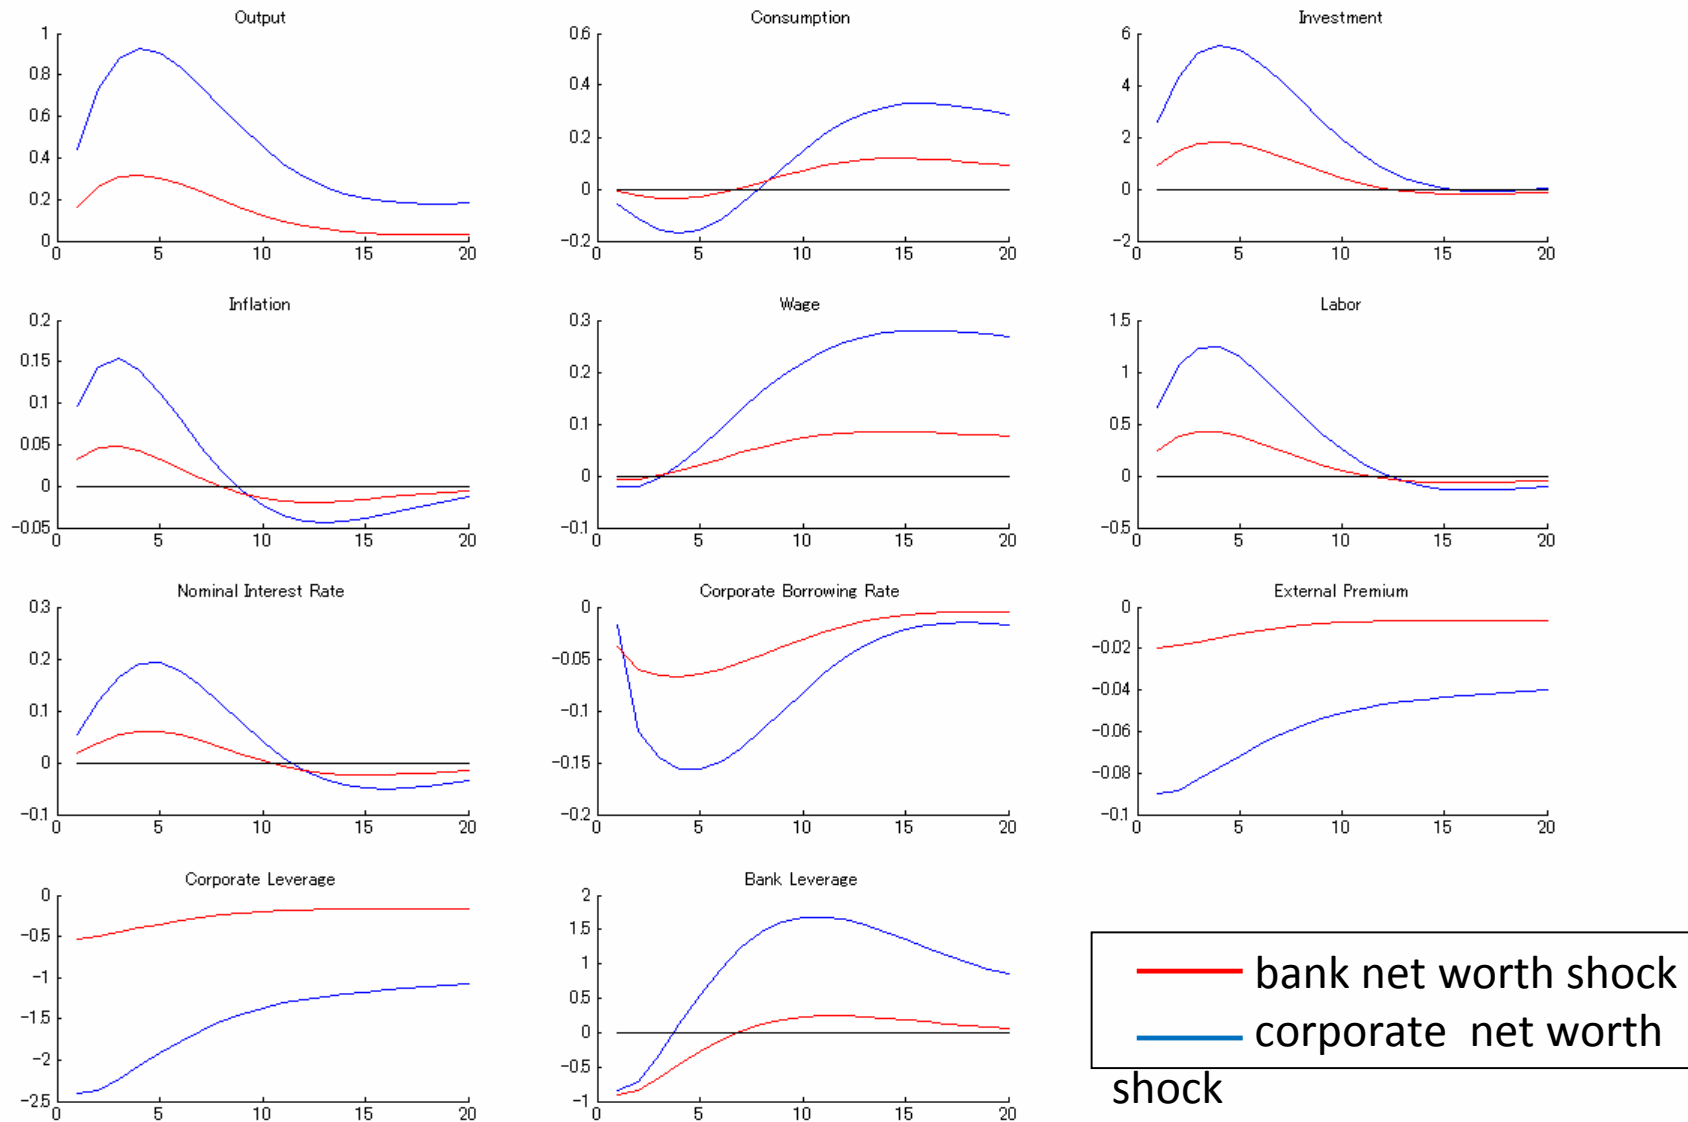 Output
1
0.8
0.6
0.4
0.2
0
0 5 10 15 20
Consumption
0.6
0.4
0.2
0
-0.2
0 5 10 15 20
Investment
6
4
2
0
-2
0 5 10 15 20
Inflation
0.2
0.15
0.1
0.05
0
-0.05
0 5 10 15 20
Wage
0.3
0.2
0.1
0
-0.1
0 5 10 15 20
Labor
1.5
1
0.5
0
-0.5
0 5 10 15 20
Nominal Interest Rate
0.3
0.2
0.1
0
-0.1
0 5 10 15 20
Corporate Borrowing Rate
0
-0.05
-0.1
-0.15
-0.2
0 5 10 15 20
External Premium
0
-0.02
-0.04
-0.06
-0.08
-0.1
0 5 10 15 20
Corporate Leverage
0
-0.5
-1
-1.5
-2
-2.5
0 5 10 15 20
Bank Leverage
2
1.5
1
0.5
0
-0.5
-1
0 5 10 15 20
bank net worth shock
corporate net worth
shock